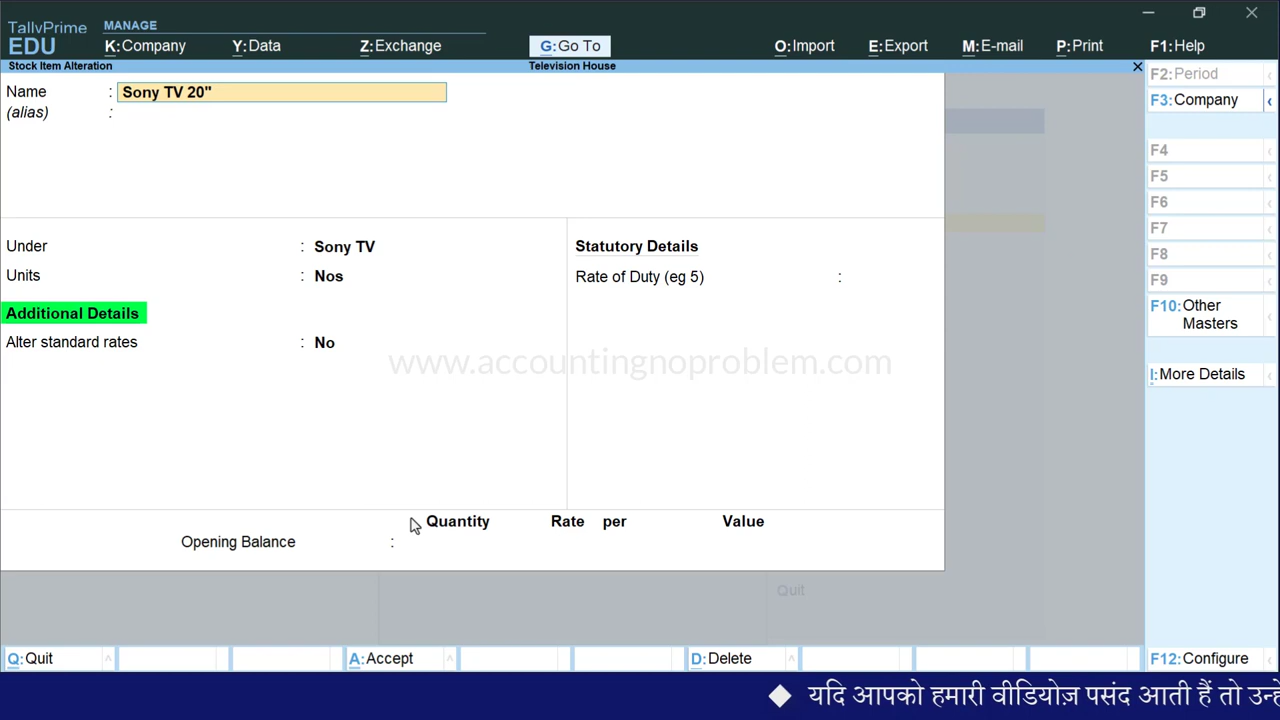 TallyPrime
EDU
MANAGE
K:Company
Y:Data
Z:Exchange
G:Go To
O:Import
E:Export
M:E-mail
P:Print
F1:Help
Stock Item Alteration
Television House
Name : Sony TV 20"
(alias) :
Under : Sony TV
Units : Nos
Additional Details
Alter standard rates : No
Statutory Details
Rate of Duty (eg 5) :
www.accountingnoproblem.com
Quantity Rate per Value
Opening Balance :
Quit
F2:Period
F3:Company
F4
F5
F6
F7
F8
F9
F10:Other
Masters
I:More Details
Q:Quit
A:Accept
D:Delete
F12:Configure
यदि आपको हमारी वीडियोज़ पसंद आती हैं तो उन्हे